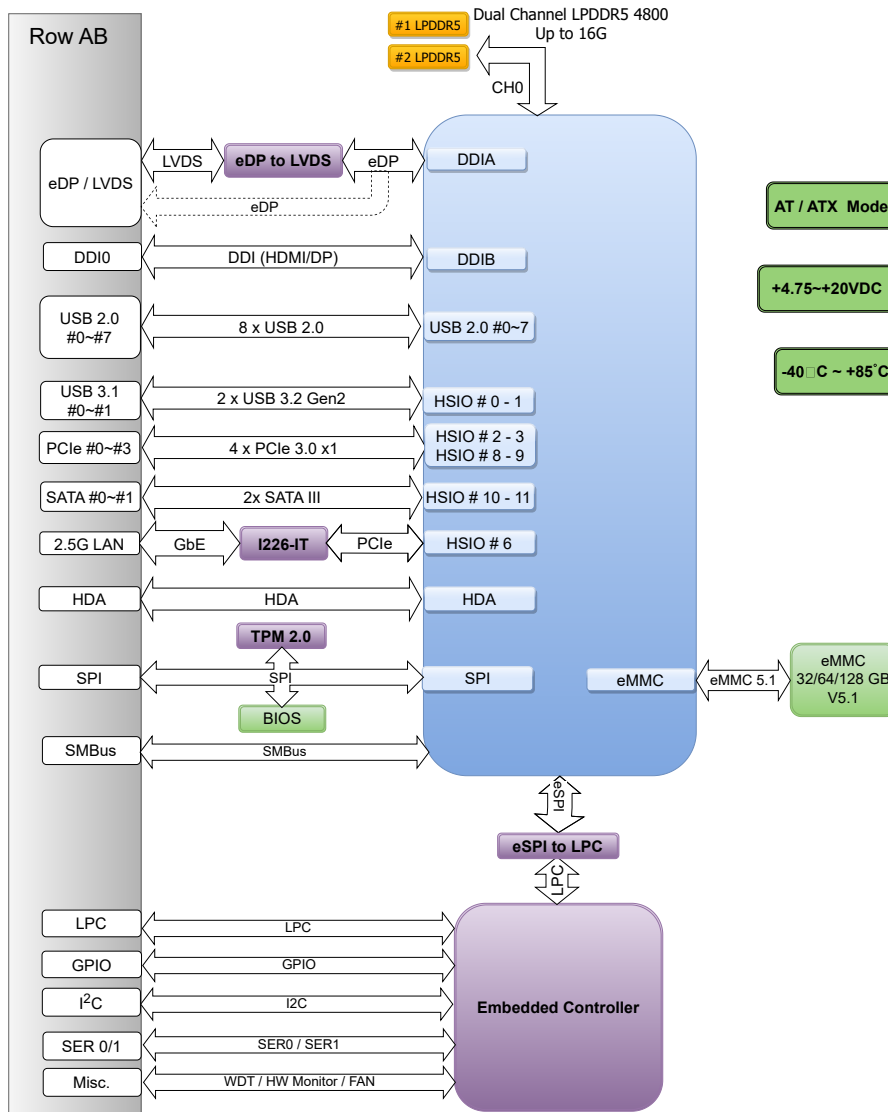 Row AB
#1 LPDDR5
#2 LPDDR5
Dual Channel LPDDR5 4800
Up to 16G
CH0
eDP / LVDS
LVDS
eDP to LVDS
eDP
DDIA
eDP
AT / ATX Mode
DDI0
DDI (HDMI/DP)
DDIB
+4.75~+20VDC
USB 2.0
#0~#7
8 x USB 2.0
USB 2.0 #0~7
-40□C ~ +85°C
USB 3.1
#0~#1
2 x USB 3.2 Gen2
HSIO # 0 - 1
PCIe #0~#3
4 x PCIe 3.0 x1
HSIO # 2 - 3
HSIO # 8 - 9
SATA #0~#1
2x SATA III
HSIO # 10 - 11
2.5G LAN
GbE
I226-IT
PCIe
HSIO # 6
HDA
HDA
HDA
TPM 2.0
SPI
SPI
SPI
BIOS
eMMC
eMMC 5.1
eMMC
32/64/128 GB
V5.1
SMBus
SMBus
eSPI
eSPI to LPC
LPC
LPC
LPC
GPIO
GPIO
I²C
I2C
Embedded Controller
SER 0/1
SER0 / SER1
Misc.
WDT / HW Monitor / FAN